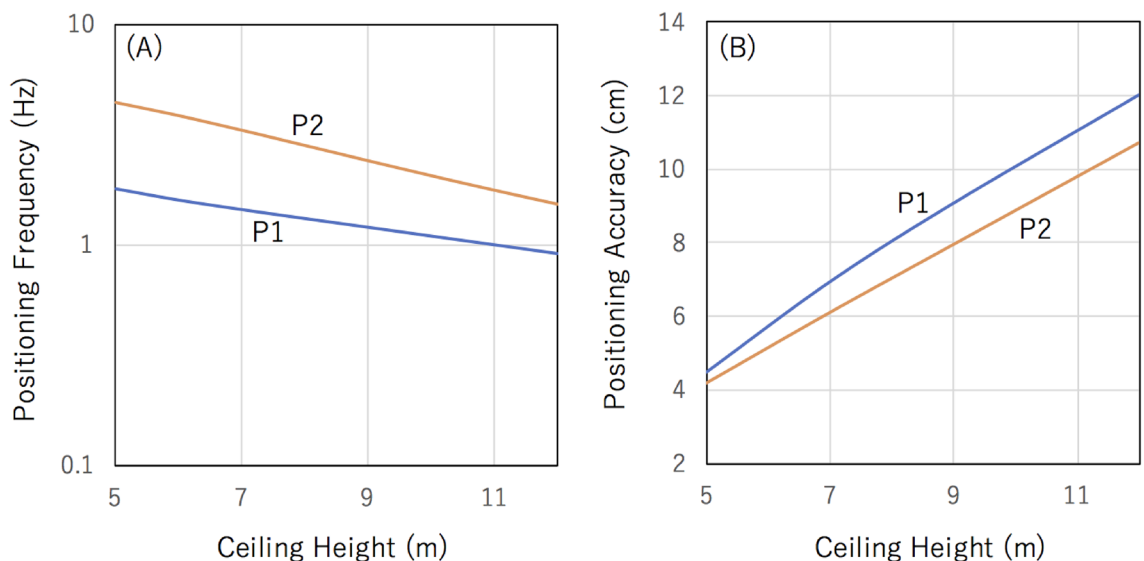 (A)
Positioning Frequency (Hz)
10
1
0.1
P2
P1
5 7 9 11
Ceiling Height (m)
(B)
Positioning Accuracy (cm)
14
12
10
8
6
4
2
P1
P2
5 7 9 11
Ceiling Height (m)